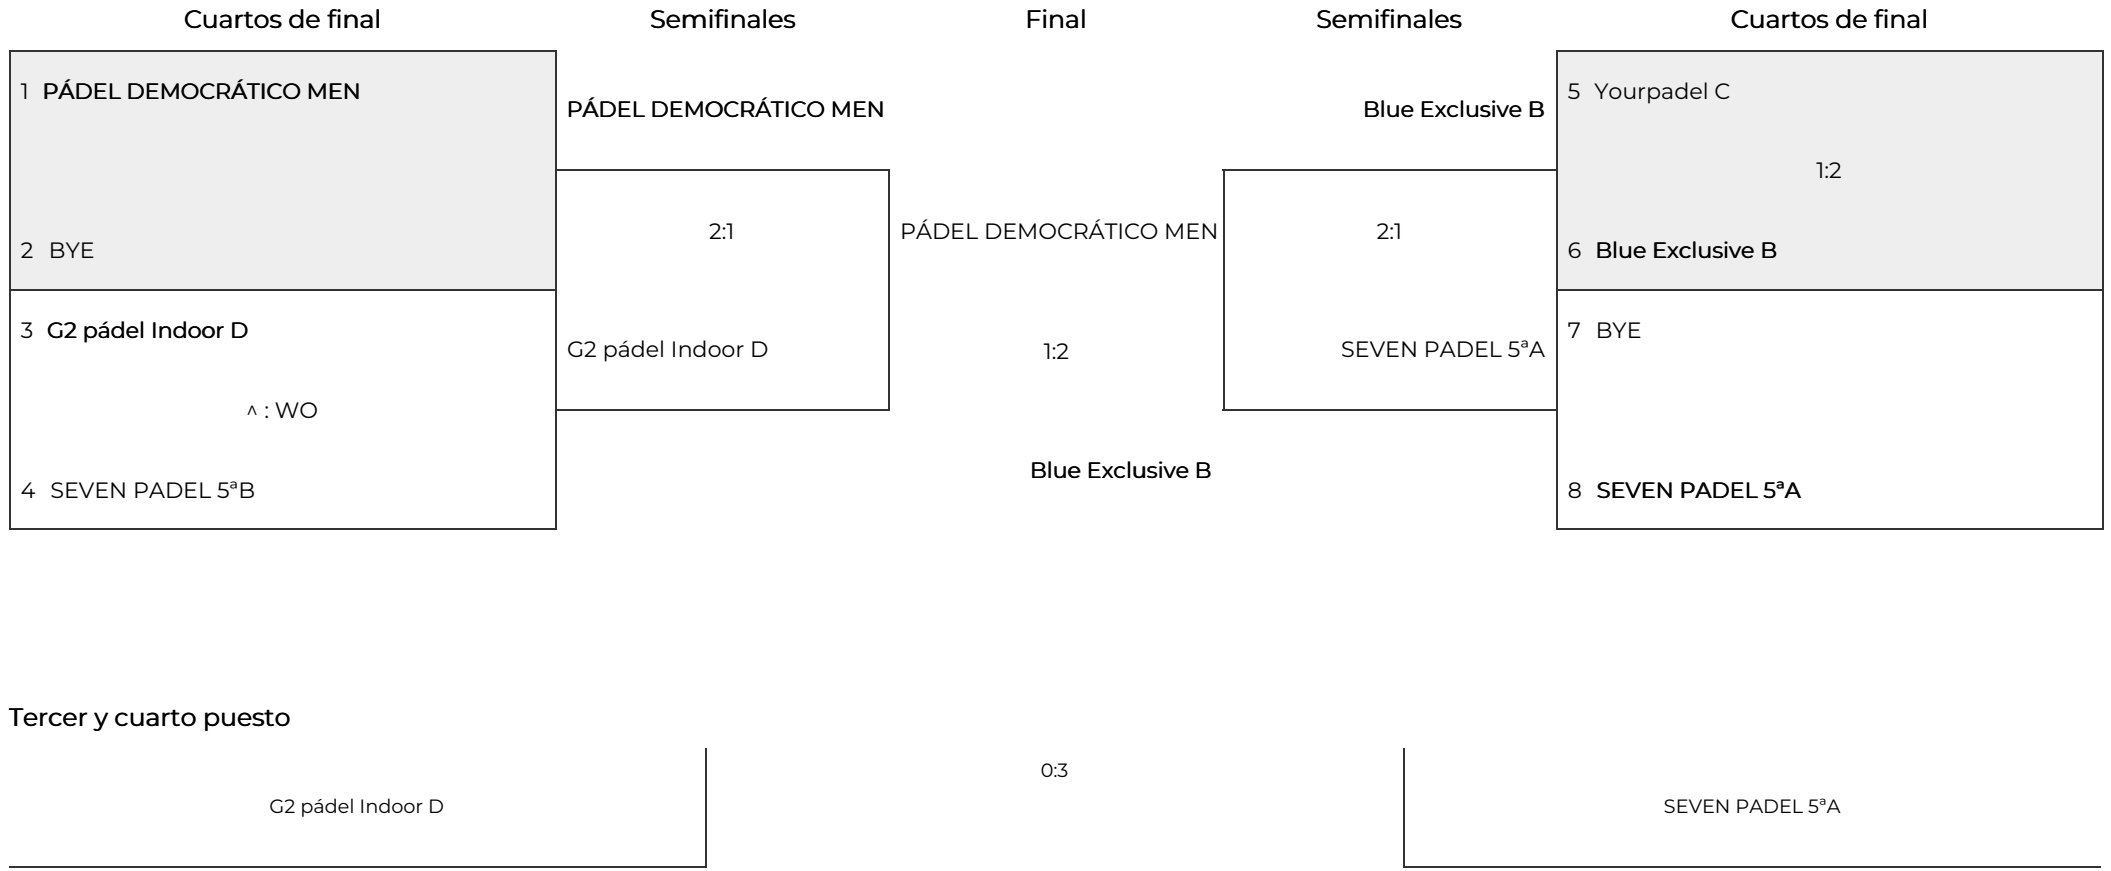 Cuartos de final
Semifinales
Final
Semifinales
Cuartos de final
1 PÁDEL DEMOCRÁTICO MEN
2 BYE
3 G2 pádel Indoor D
^ : WO
4 SEVEN PADEL 5ªB
PÁDEL DEMOCRÁTICO MEN
2:1
G2 pádel Indoor D
PÁDEL DEMOCRÁTICO MEN
1:2
Blue Exclusive B
Blue Exclusive B
2:1
SEVEN PADEL 5ªA
5 Yourpadel C
1:2
6 Blue Exclusive B
7 BYE
8 SEVEN PADEL 5ªA
Tercer y cuarto puesto
G2 pádel Indoor D
0:3
SEVEN PADEL 5ªA